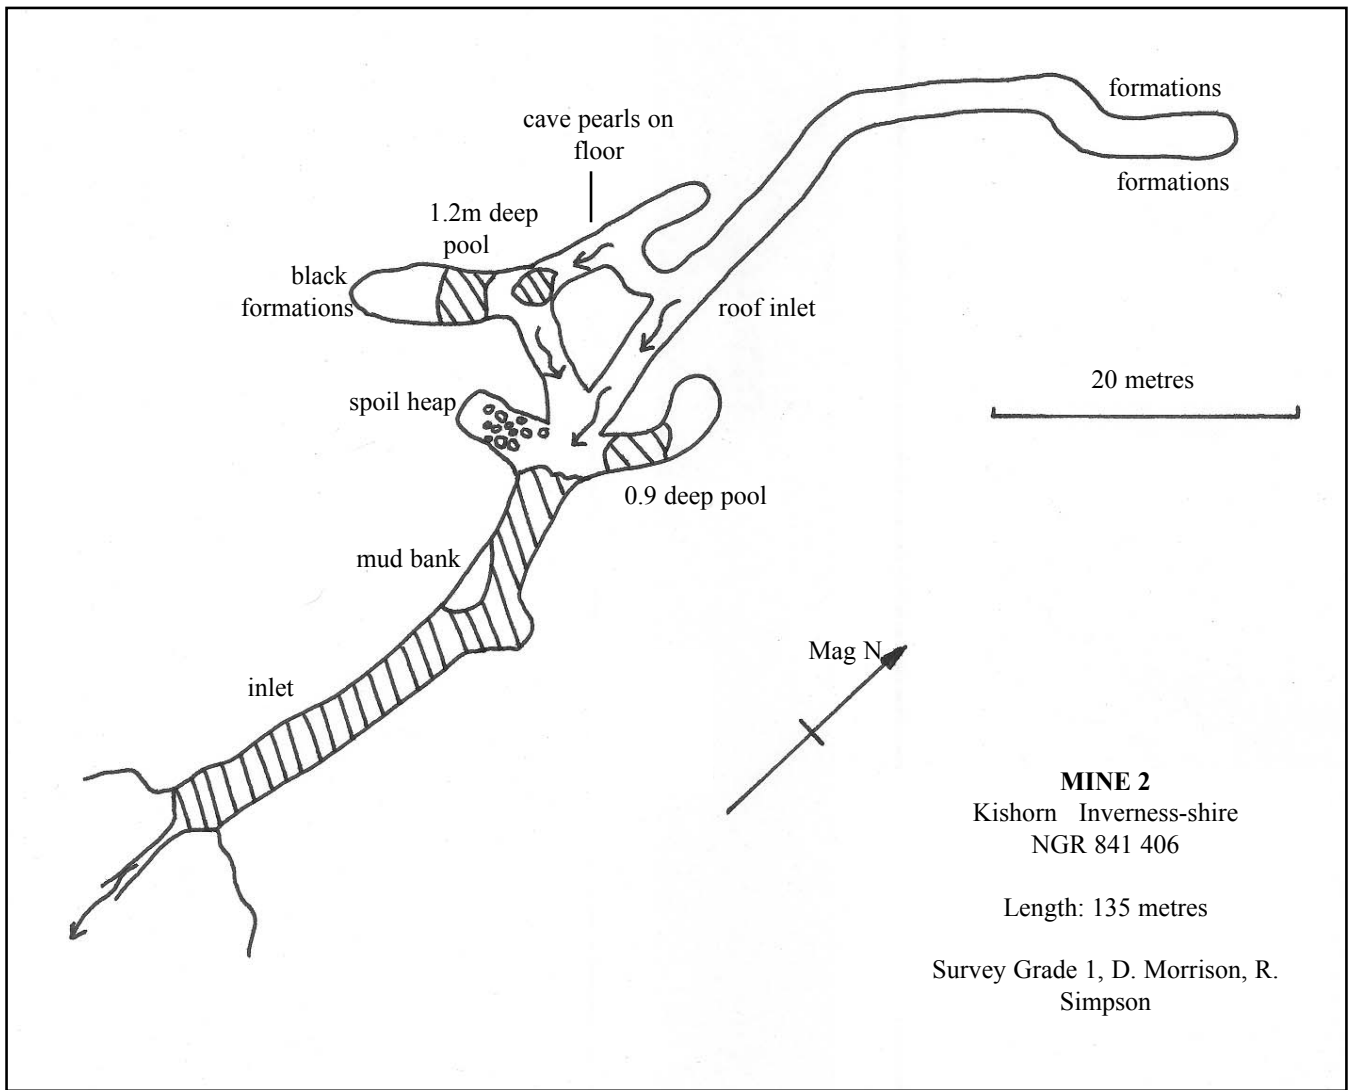 formations
cave pearls on
floor
formations
1.2m deep
pool
black
formations
roof inlet
20 metres
spoil heap
0.9 deep pool
mud bank
Mag N
inlet
MINE 2
Kishorn Inverness-shire
NGR 841 406
Length: 135 metres
Survey Grade 1, D. Morrison, R.
Simpson